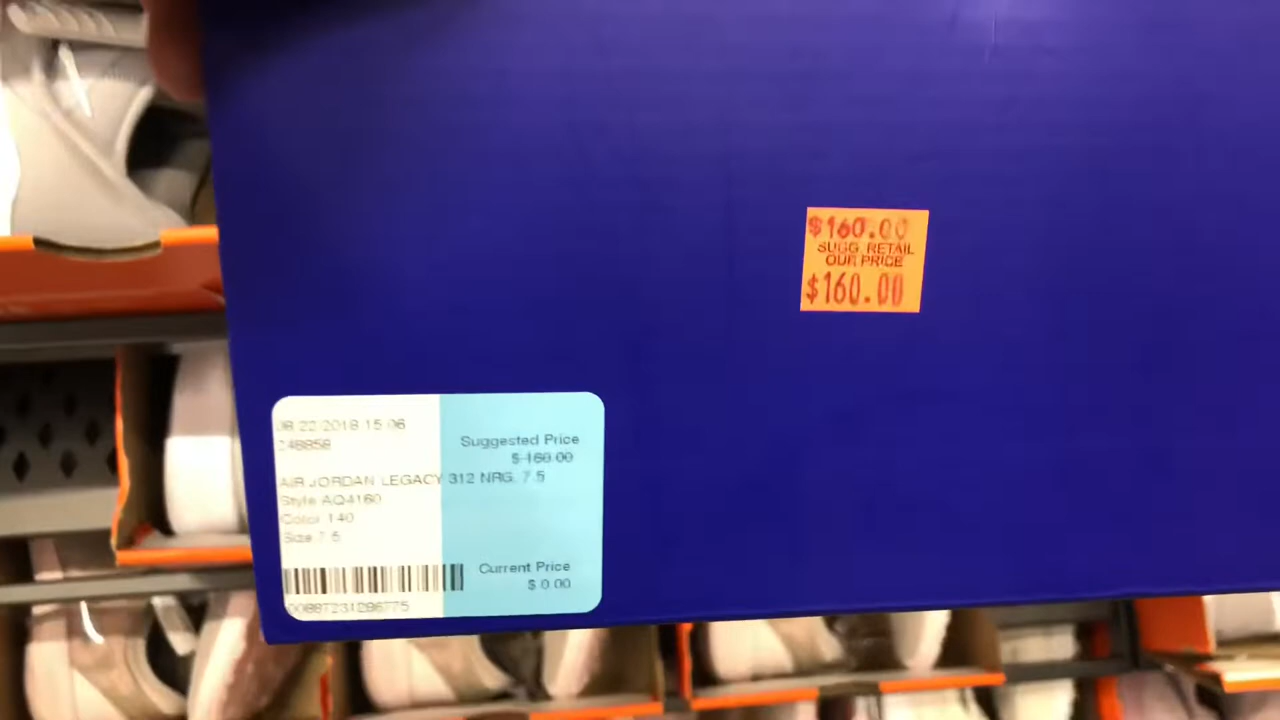 $160.00
SUGG. RETAIL
OUR PRICE
$160.00
08 22 2018 15 06
Suggested Price
$ 160.00
AIR JORDAN LEGACY 312 NRG. 7.5
Style AQ4160
Color 140
Size 7.5
Current Price
$ 0.00